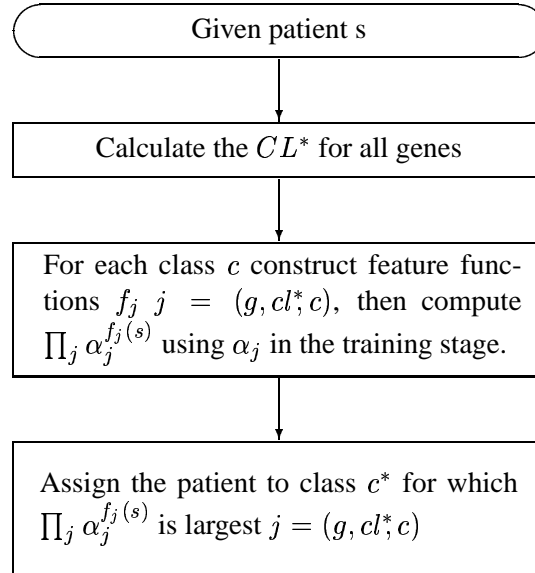 Given patient s
Calculate the CL* for all genes
For each class c construct feature func-
tions f_j j = (g, cl*, c), then compute
∏_j α_j^{f_j(s)} using α_j in the training stage.
Assign the patient to class c* for which
∏_j α_j^{f_j(s)} is largest j = (g, cl*, c)